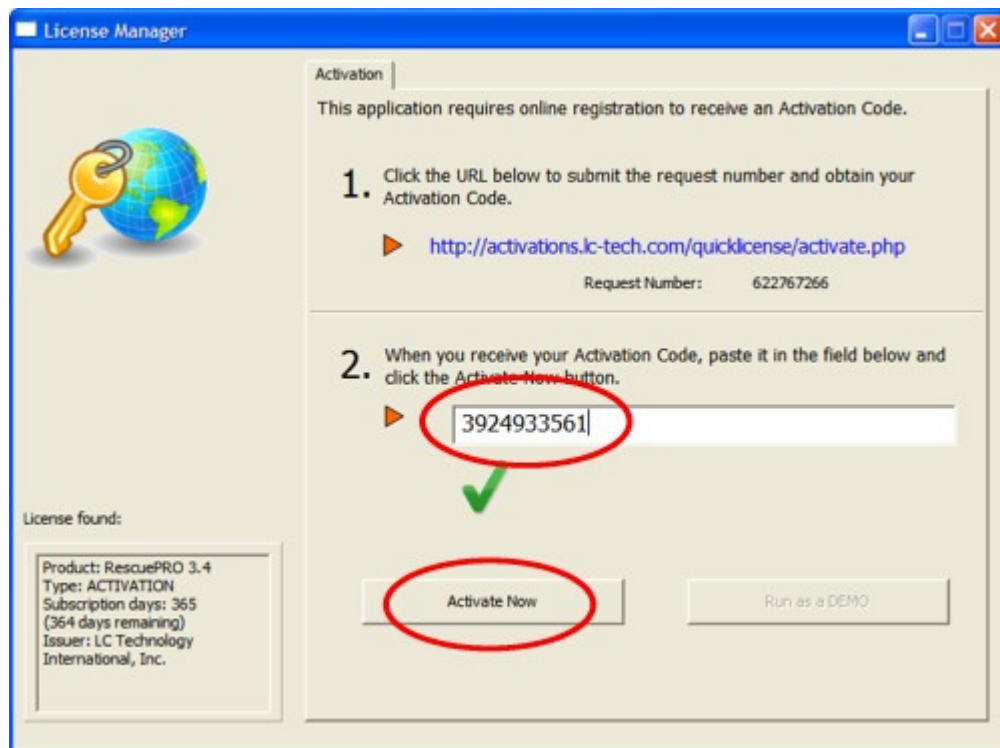 License Manager
Activation
This application requires online registration to receive an Activation Code.
1. Click the URL below to submit the request number and obtain your
Activation Code.
http://activations.lc-tech.com/quicklicense/activate.php
Request Number: 622767266
2. When you receive your Activation Code, paste it in the field below and
click the Activate Now button.
3924933561
License found:
Product: RescuePRO 3.4
Type: ACTIVATION
Subscription days: 365
(364 days remaining)
Issuer: LC Technology
International, Inc.
Activate Now
Run as a DEMO